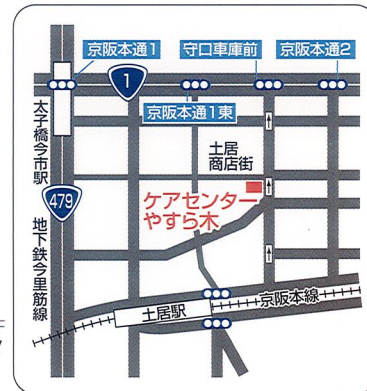 京阪本通1
守口車庫前
京阪本通2
1
京阪本通1東
太子橋今市駅
土居
商店街
ケアセンター
やすら木
479
地下鉄今里筋線
土居駅
京阪本線